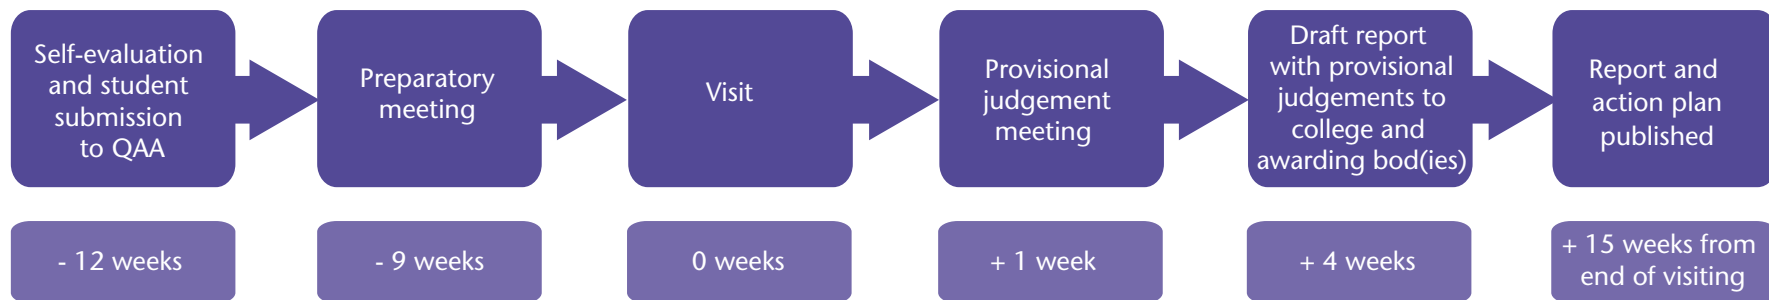 Self-evaluation
and student
submission
to QAA
Preparatory
meeting
Visit
Provisional
judgement
meeting
Draft report
with provisional
judgements to
college and
awarding bod(ies)
Report and
action plan
published
- 12 weeks
- 9 weeks
0 weeks
+ 1 week
+ 4 weeks
+ 15 weeks from
end of visiting